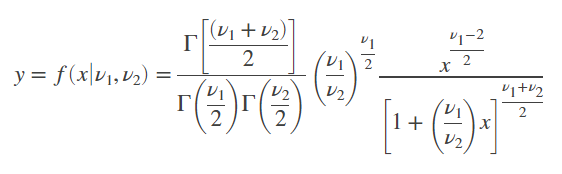 y = f(x|ν₁,ν₂) = Γ[(ν₁ + ν₂)/2] / (Γ(ν₁/2)Γ(ν₂/2)) (ν₁/ν₂)^(ν₁/2) x^((ν₁−2)/2) / [1 + (ν₁/ν₂)x]^((ν₁+ν₂)/2)